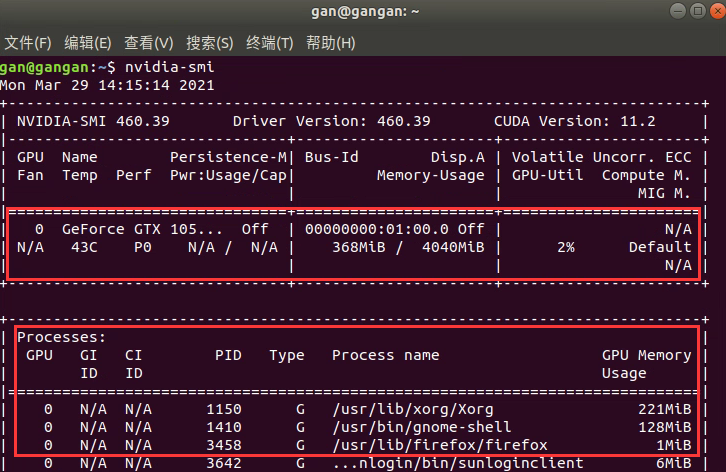 gan@gangan: ~
文件(F) 编辑(E) 查看(V) 搜索(S) 终端(T) 帮助(H)
gan@gangan:~$ nvidia-smi
Mon Mar 29 14:15:14 2021
+-----------------------------------------------------------------------------+
| NVIDIA-SMI 460.39       Driver Version: 460.39       CUDA Version: 11.2     |
|-------------------------------+----------------------+----------------------+
| GPU  Name        Persistence-M| Bus-Id        Disp.A | Volatile Uncorr. ECC |
| Fan  Temp  Perf  Pwr:Usage/Cap|         Memory-Usage | GPU-Util  Compute M. |
|                               |                      |               MIG M. |
|===============================+======================+======================|
|   0  GeForce GTX 105...  Off  | 00000000:01:00.0 Off |                  N/A |
| N/A   43C    P0    N/A /  N/A |    368MiB /  4040MiB |      2%      Default |
|                               |                      |                  N/A |
+-------------------------------+----------------------+----------------------+
+-----------------------------------------------------------------------------+
| Processes:                                                                  |
|  GPU   GI   CI        PID   Type   Process name                  GPU Memory |
|        ID   ID                                                   Usage      |
|=============================================================================|
|    0   N/A  N/A      1150      G   /usr/lib/xorg/Xorg                221MiB |
|    0   N/A  N/A      1410      G   /usr/bin/gnome-shell              128MiB |
|    0   N/A  N/A      3458      G   /usr/lib/firefox/firefox            1MiB |
|    0   N/A  N/A      3642      G   ...nlogin/bin/sunloginclient        6MiB |